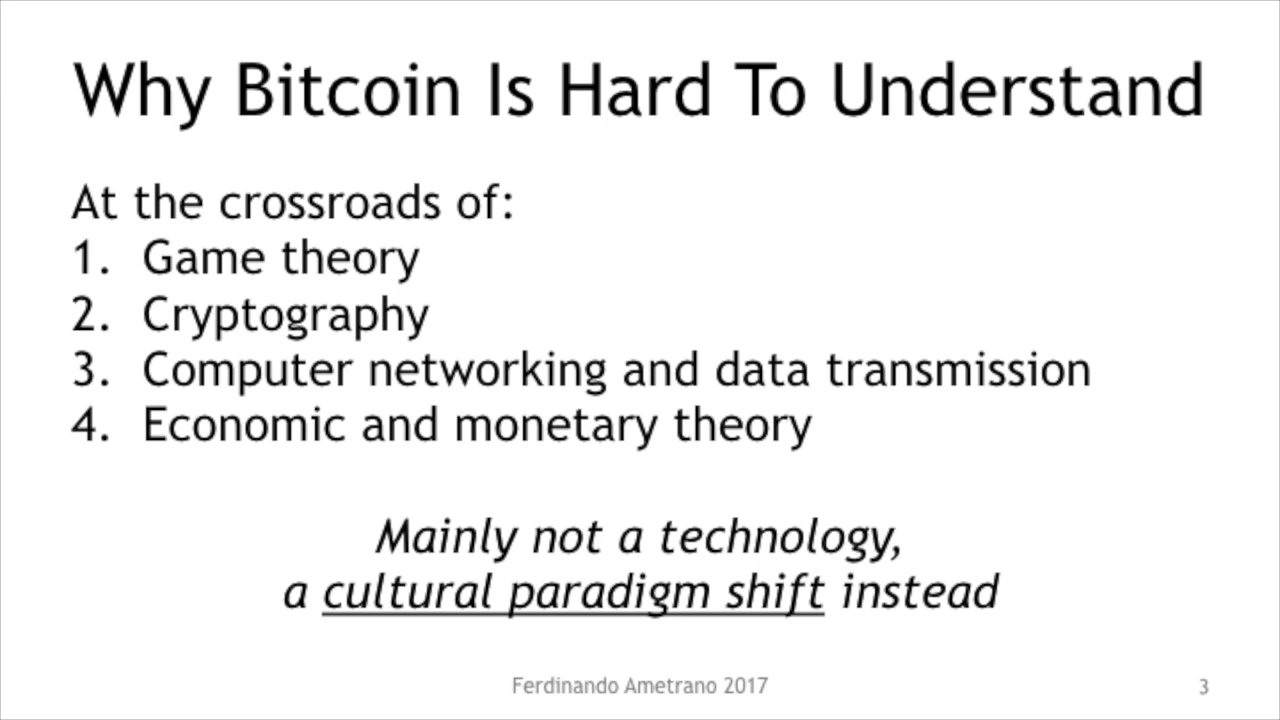 Why Bitcoin Is Hard To Understand
At the crossroads of:
1. Game theory
2. Cryptography
3. Computer networking and data transmission
4. Economic and monetary theory
Mainly not a technology,
a cultural paradigm shift instead
Ferdinando Ametrano 2017
3